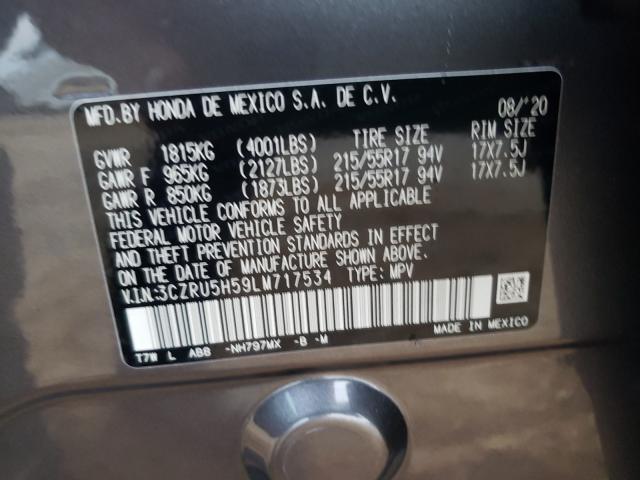 MFD. BY HONDA DE MEXICO S.A. DE C.V. 08/'20
TIRE SIZE RIM SIZE
GVWR 1815KG (4001LBS)
GAWR F 965KG (2127LBS) 215/55R17 94V 17X7.5J
GAWR R 850KG (1873LBS) 215/55R17 94V 17X7.5J
THIS VEHICLE CONFORMS TO ALL APPLICABLE
FEDERAL MOTOR VEHICLE SAFETY
AND THEFT PREVENTION STANDARDS IN EFFECT
ON THE DATE OF MANUFACTURE SHOWN ABOVE.
V.I.N:3CZRU5H59LM717534 TYPE: MPV
T7W L ABB -NH797MX -B -M MADE IN MEXICO